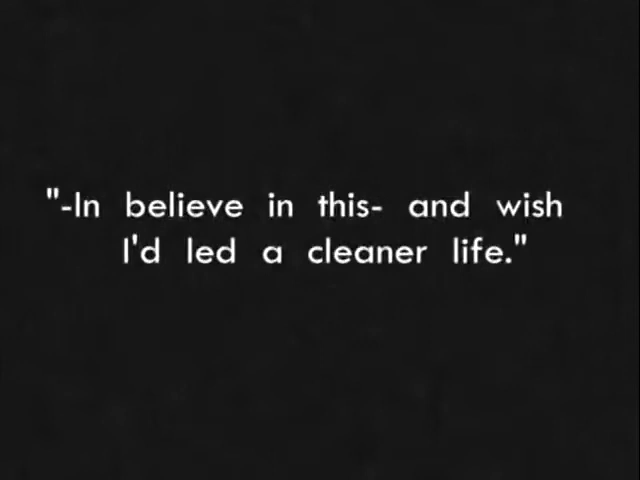 "-In believe in this- and wish
I'd led a cleaner life."